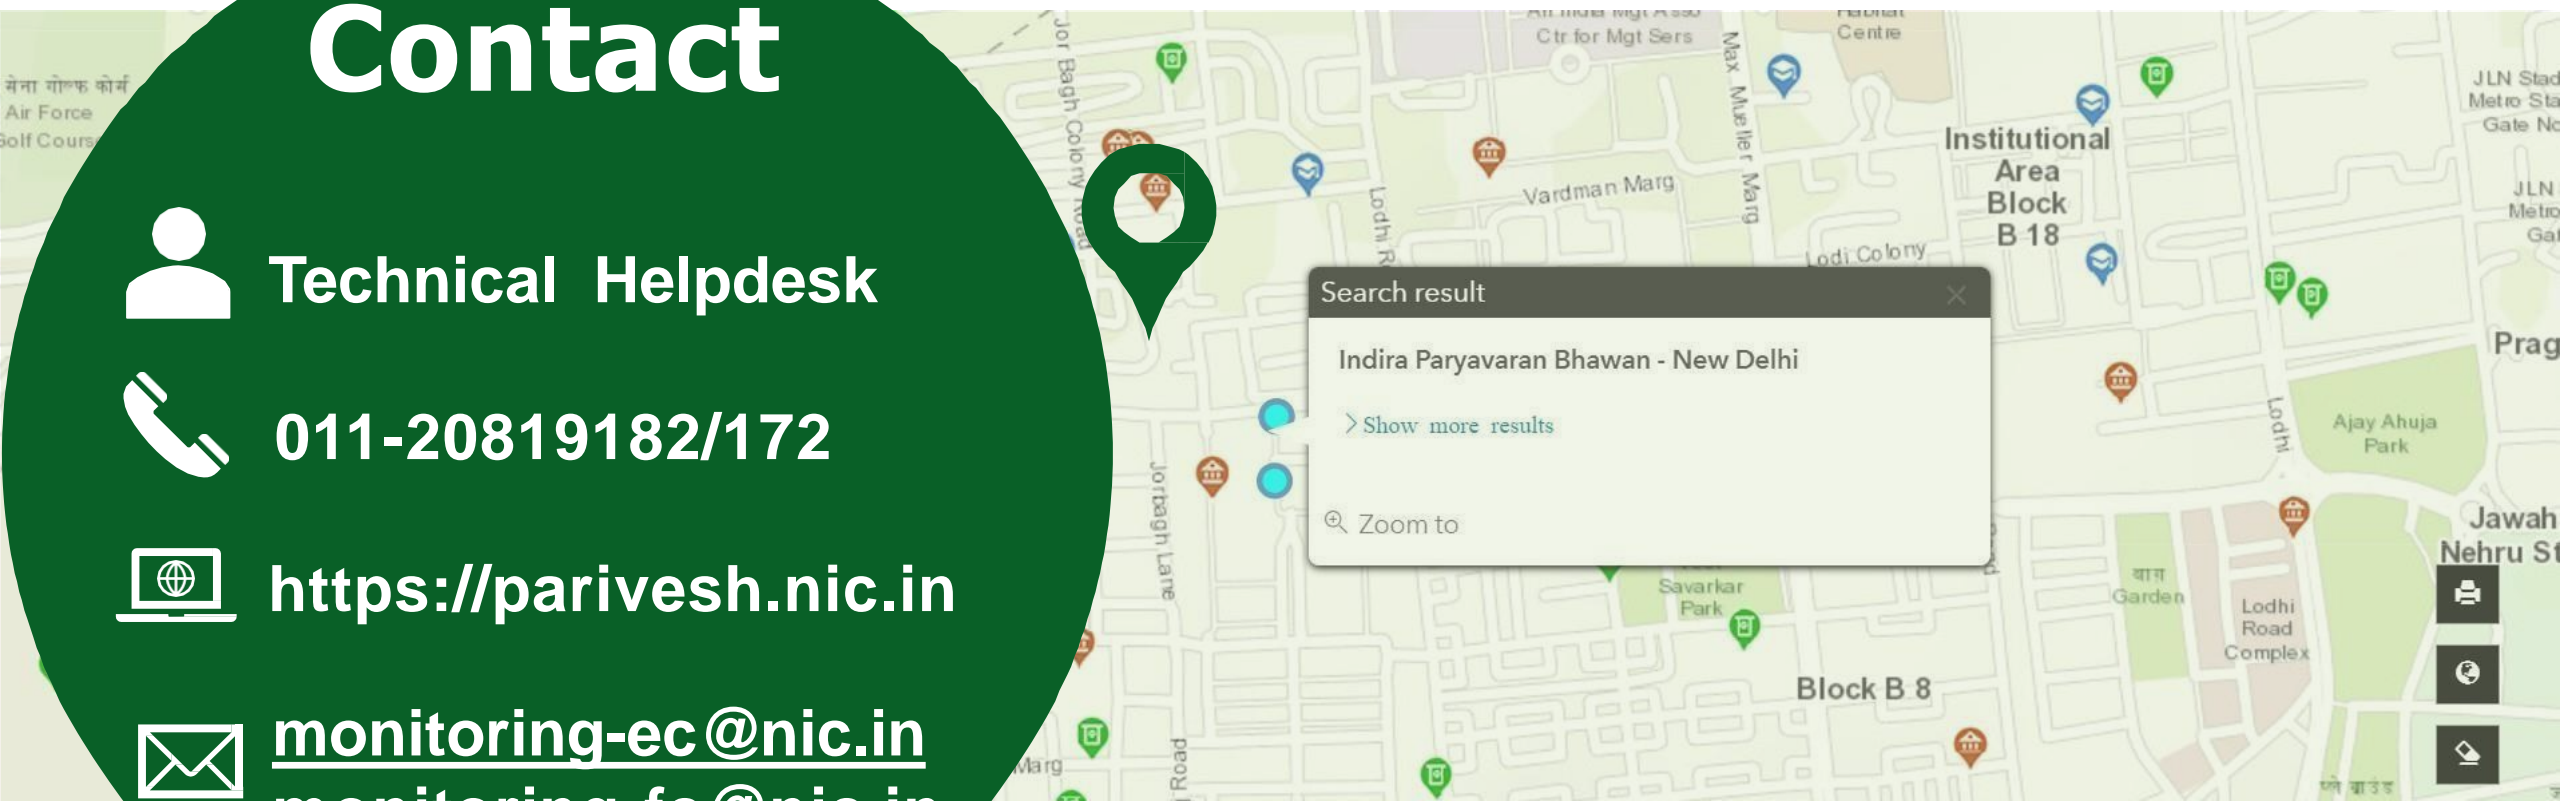 Contact
Technical Helpdesk
011-20819182/172
https://parivesh.nic.in
monitoring-ec@nic.in
सेना गोल्फ कोर्स
Air Force
Golf Course
Jor Bagh Colony Road
Ctr for Mgt Sers
Habitat
Centre
Max Mueller Marg
Vardman Marg
Lodhi R
Lodi Colony
Institutional
Area
Block
B 18
JLN Stad
Metro Sta
Gate No
JLN
Metro
Gat
Prag
Search result
Indira Paryavaran Bhawan - New Delhi
Show more results
Zoom to
Jorbagh Lane
Lodhi
Ajay Ahuja
Park
Jawah
Nehru St
Savarkar
Park
बाग़
Garden
Lodhi
Road
Complex
Block B 8
Marg
Road